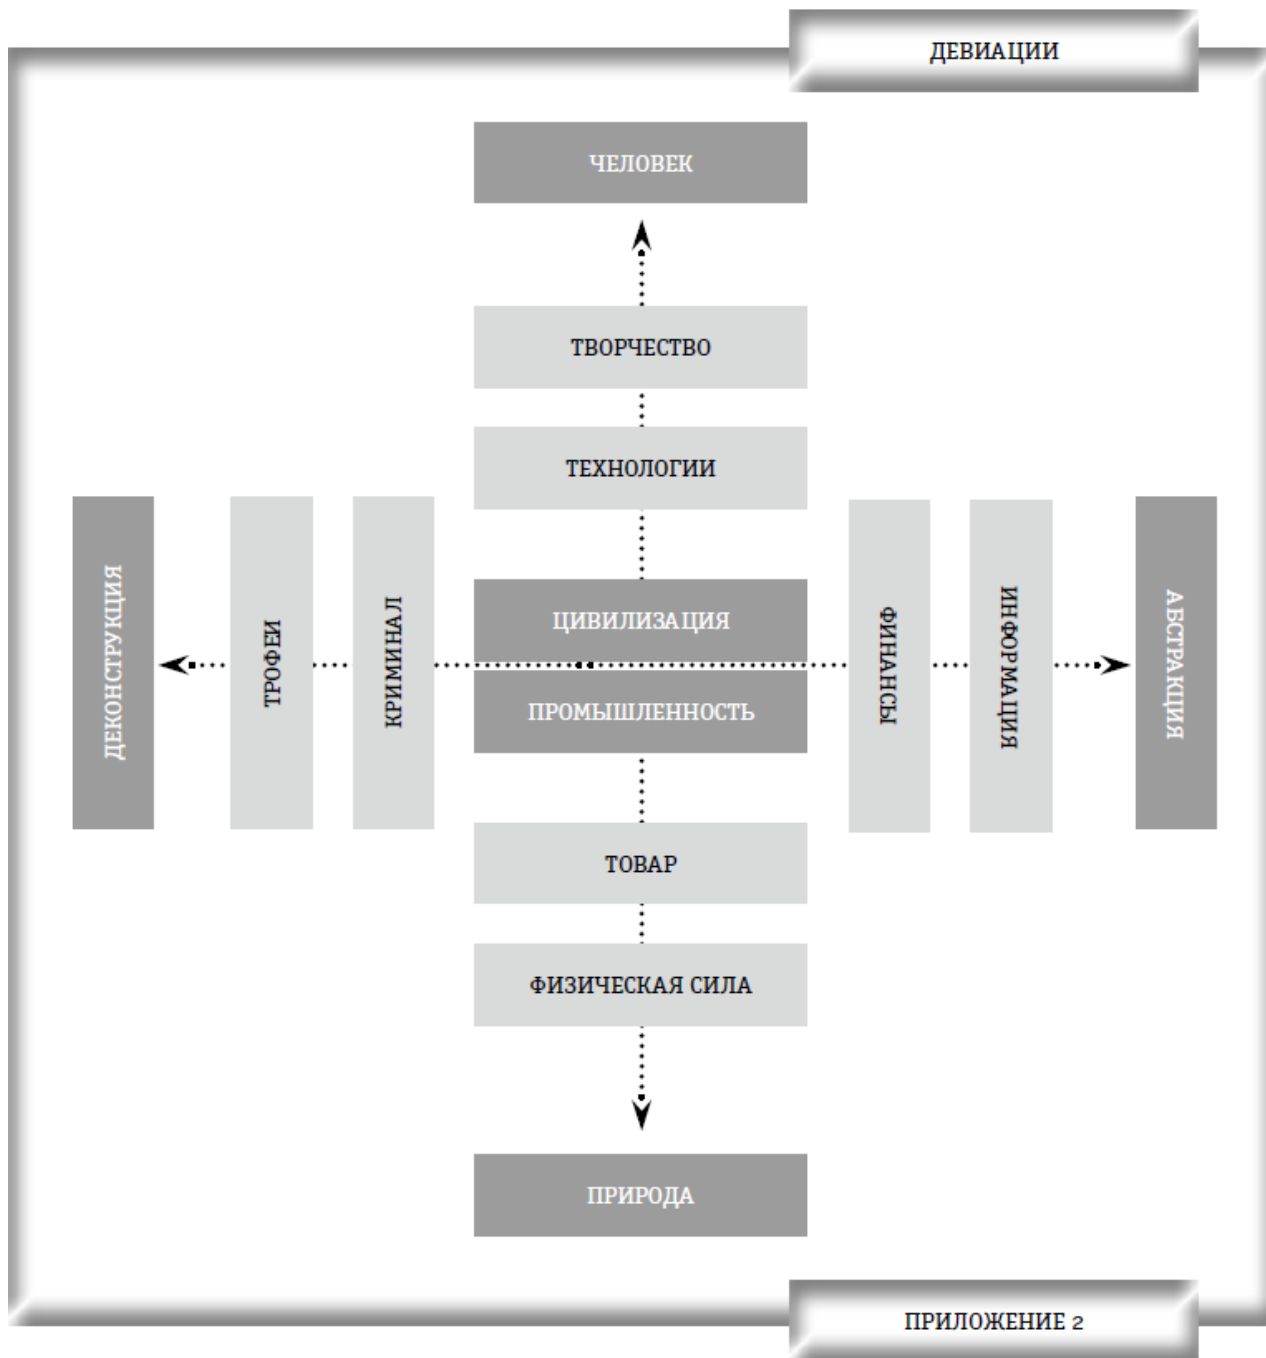 ДЕВИАЦИИ
ЧЕЛОВЕК
ТВОРЧЕСТВО
ТЕХНОЛОГИИ
ДЕКОНСТРУКЦИЯ
ТРОФЕИ
КРИМИНАЛ
ЦИВИЛИЗАЦИЯ
ПРОМЫШЛЕННОСТЬ
ФИНАНСЫ
ИНФОРМАЦИЯ
АБСТРАКЦИЯ
ТОВАР
ФИЗИЧЕСКАЯ СИЛА
ПРИРОДА
ПРИЛОЖЕНИЕ 2